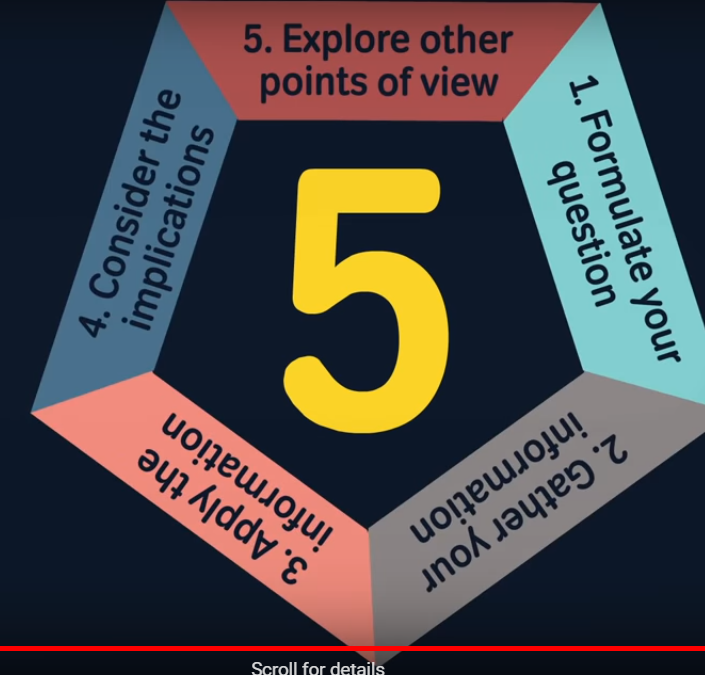 5. Explore other
points of view
1. Formulate your
question
2. Gather your
information
3. Apply the
information
4. Consider the
implications
5
Scroll for details